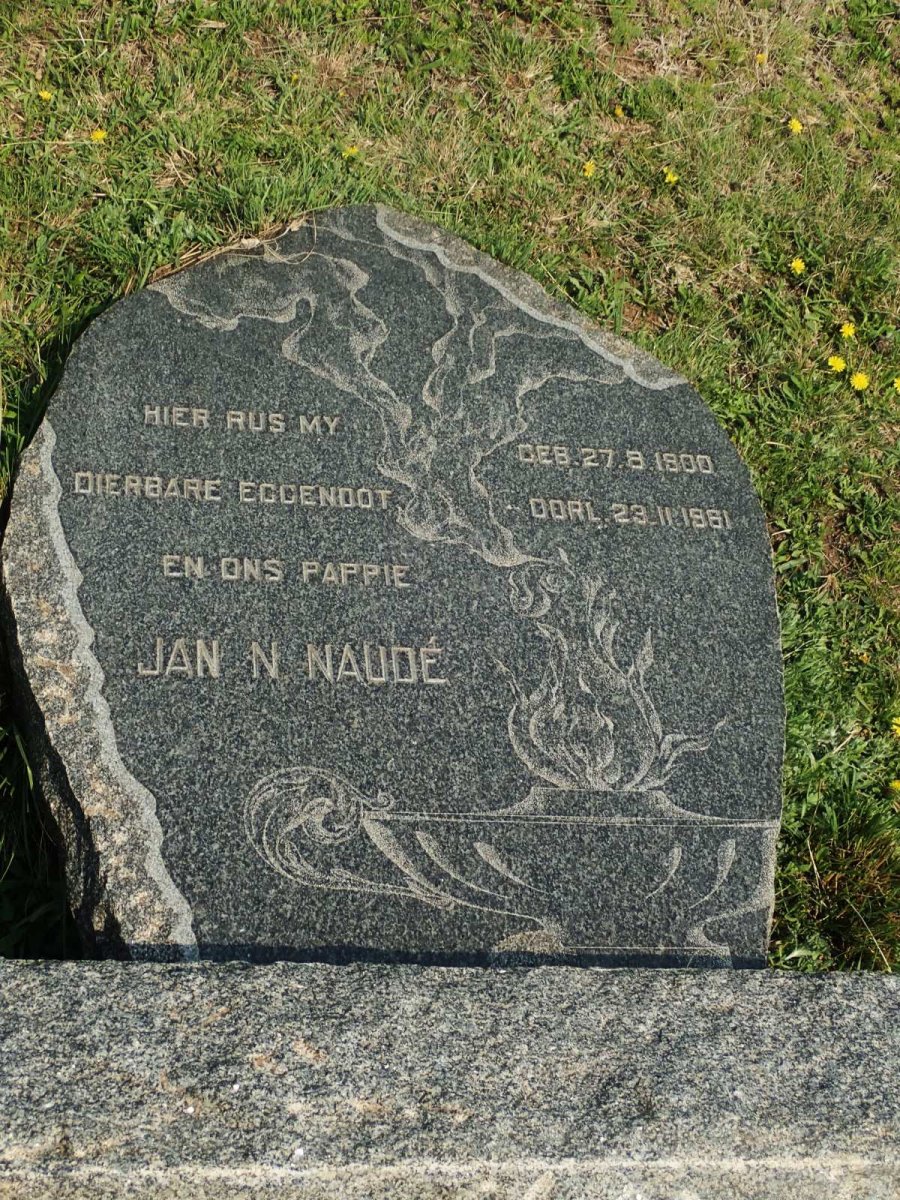 HIER RUS MY
DIERBARE EGGENOOT
EN ONS PAPPIE
JAN N NAUDÉ
GEB. 27.8.1900
OORL. 23.11.1961